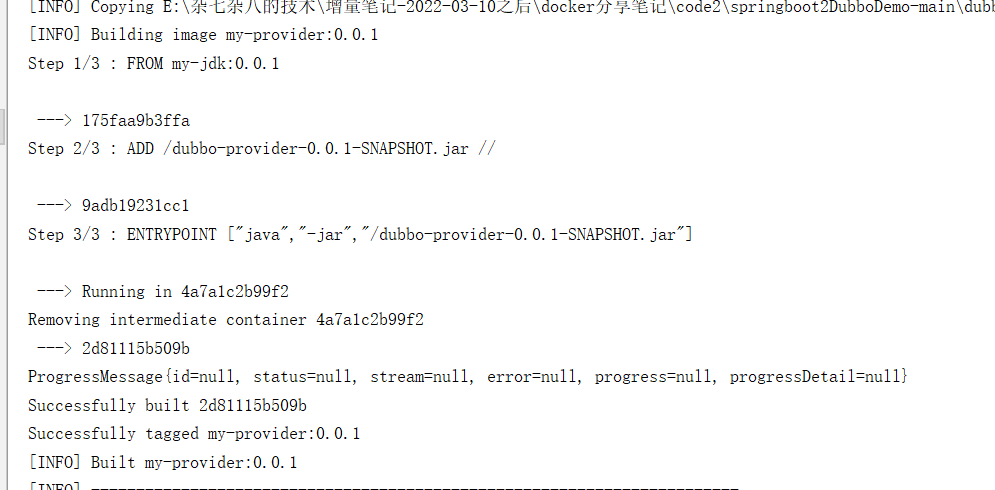 [INFO] Copying E:\杂七杂八的技术\增量笔记-2022-03-10之后\docker分享笔记\code2\springboot2DubboDemo-main\dubb
[INFO] Building image my-provider:0.0.1
Step 1/3 : FROM my-jdk:0.0.1
---> 175faa9b3ffa
Step 2/3 : ADD /dubbo-provider-0.0.1-SNAPSHOT.jar //
---> 9adb19231cc1
Step 3/3 : ENTRYPOINT ["java","-jar","/dubbo-provider-0.0.1-SNAPSHOT.jar"]
---> Running in 4a7a1c2b99f2
Removing intermediate container 4a7a1c2b99f2
---> 2d81115b509b
ProgressMessage{id=null, status=null, stream=null, error=null, progress=null, progressDetail=null}
Successfully built 2d81115b509b
Successfully tagged my-provider:0.0.1
[INFO] Built my-provider:0.0.1
[INFO] ------------------------------------------------------------------------